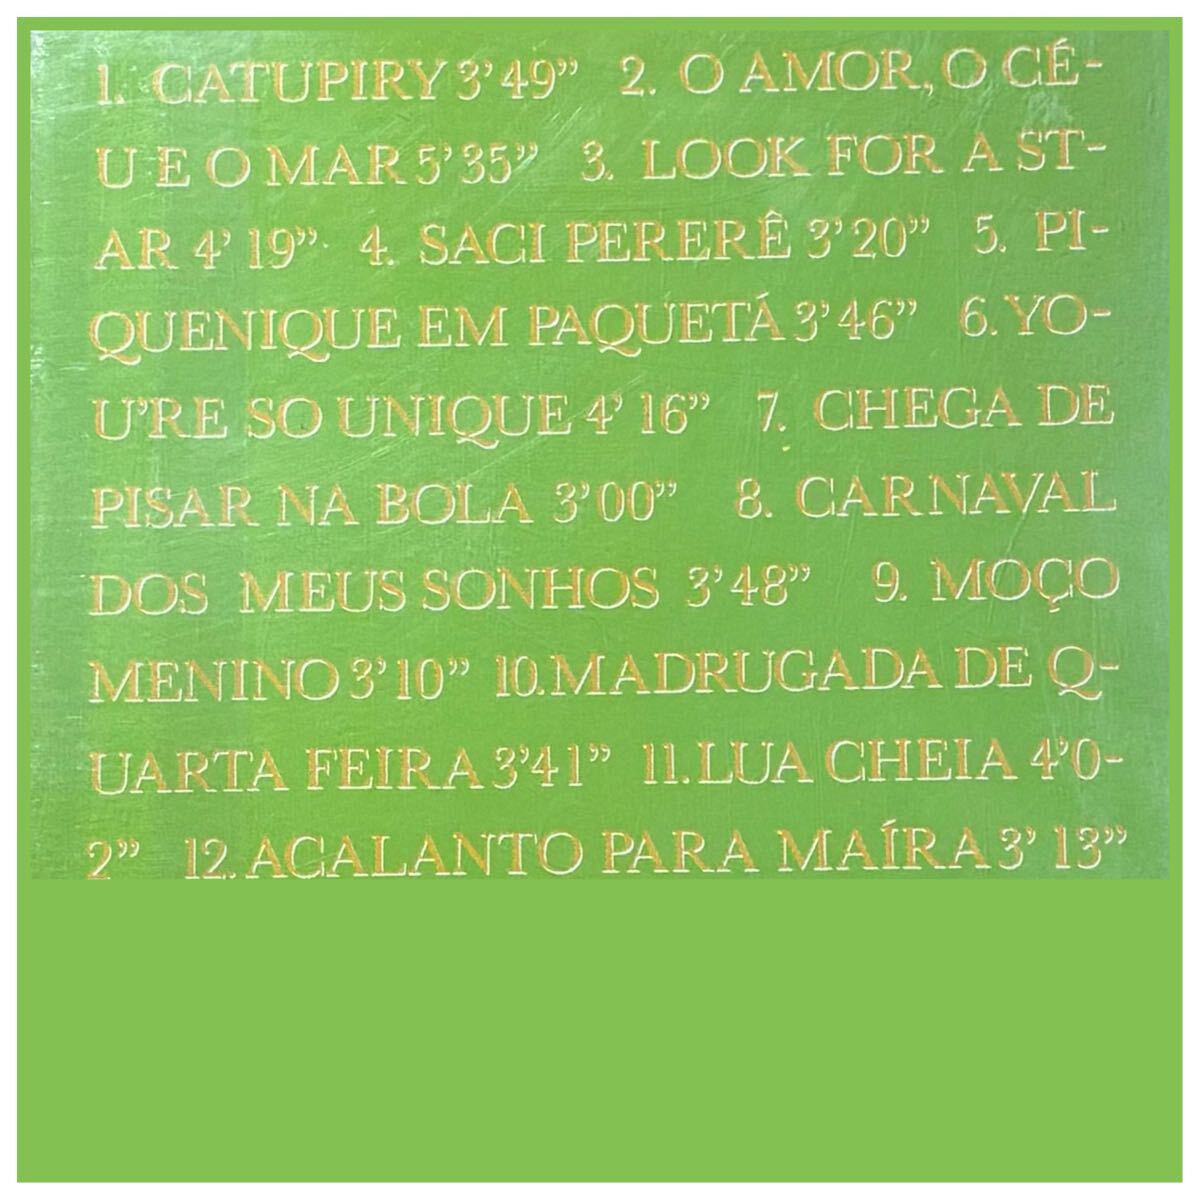 1. CATUPIRY 3’49” 2. O AMOR, O CÉ-
U E O MAR 5’35” 3. LOOK FOR A ST-
AR 4’19” 4. SACI PERERÊ 3’20” 5. PI-
QUENIQUE EM PAQUETÁ 3’46” 6. YO-
U’RE SO UNIQUE 4’16” 7. CHEGA DE
PISAR NA BOLA 3’00” 8. CARNAVAL
DOS MEUS SONHOS 3’48” 9. MOÇO
MENINO 3’10” 10. MADRUGADA DE Q-
UARTA FEIRA 3’41” 11. LUA CHEIA 4’0-
2” 12. ACALANTO PARA MAÍRA 3’13”